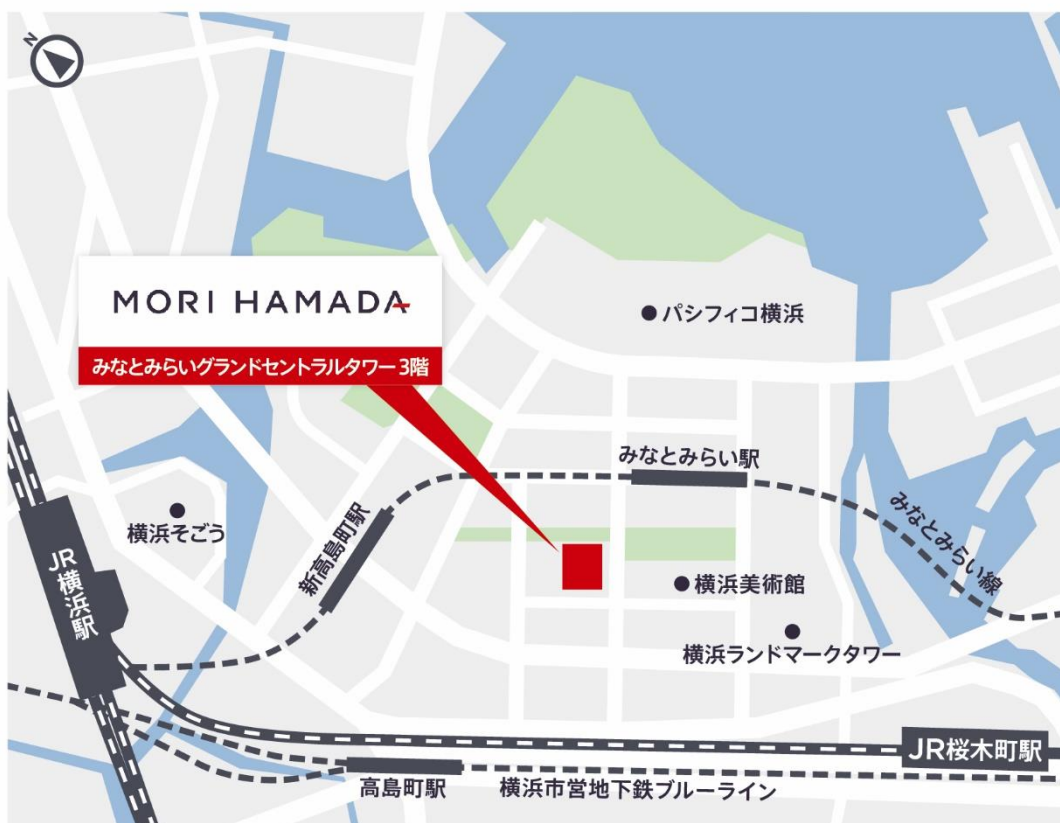 N
MORI HAMADA
みなとみらいグランドセントラルタワー3階
パシフィコ横浜
みなとみらい駅
みなとみらい線
横浜そごう
新高島町駅
JR横浜駅
横浜美術館
横浜ランドマークタワー
JR桜木町駅
高島町駅
横浜市営地下鉄ブルーライン